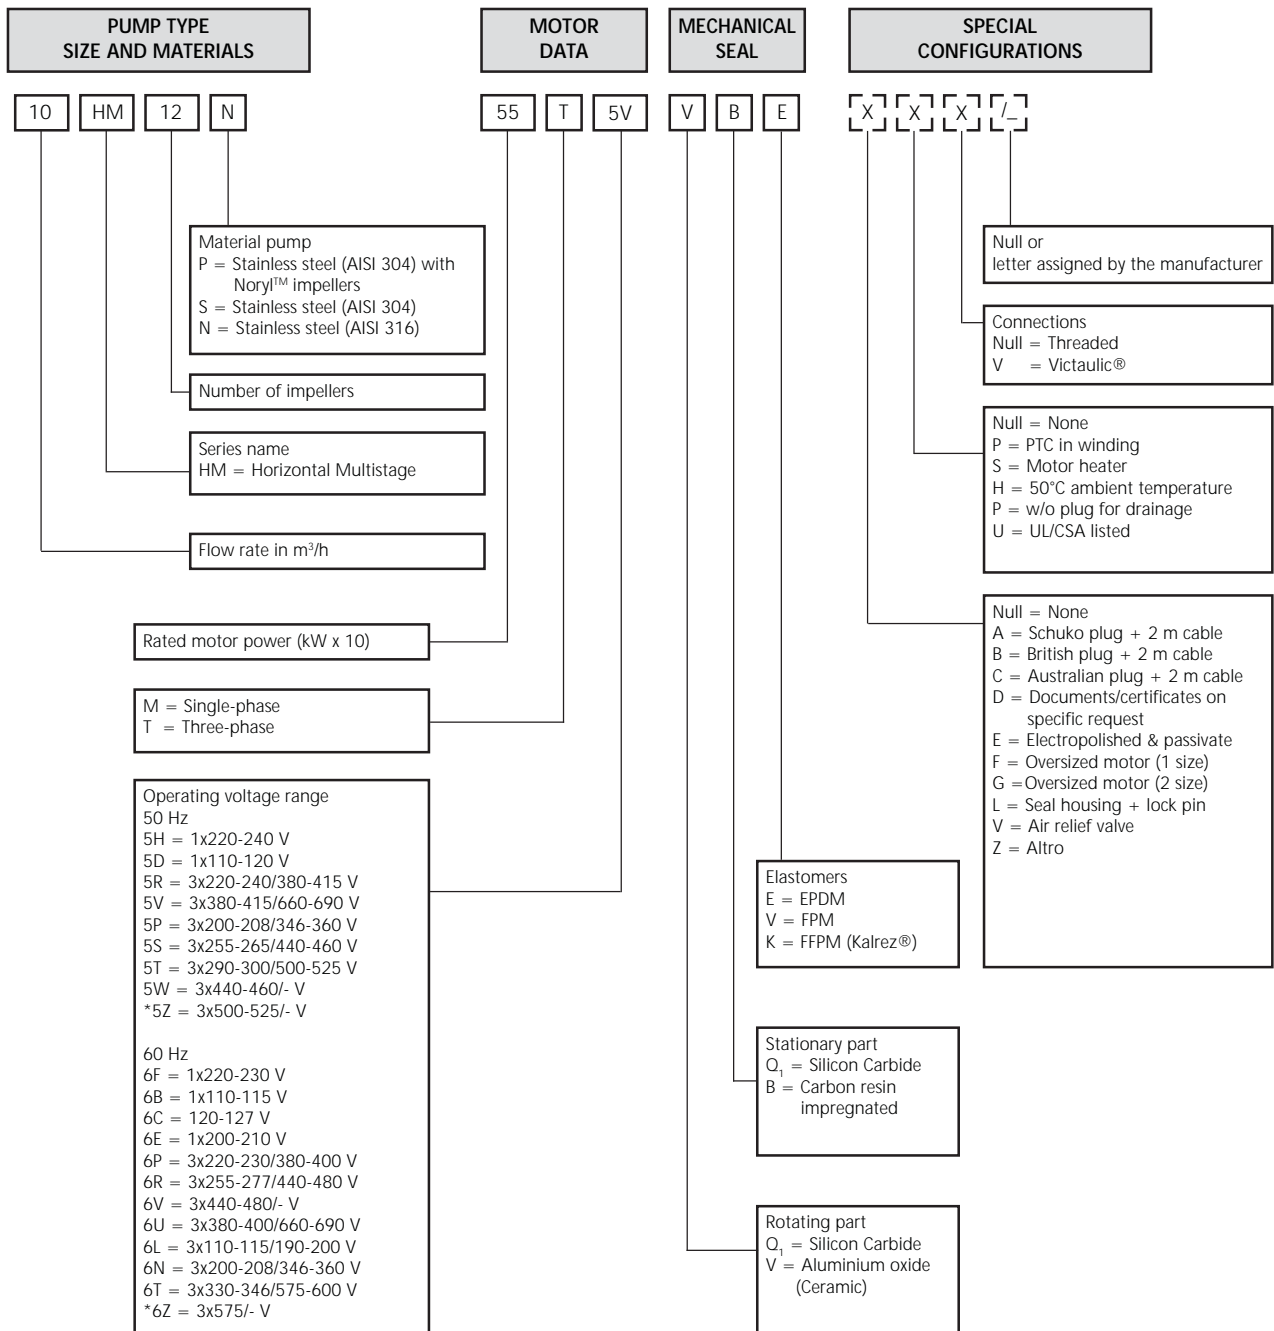 PUMP TYPE
SIZE AND MATERIALS
MOTOR
DATA
MECHANICAL
SEAL
SPECIAL
CONFIGURATIONS
10 HM 12 N 55 T 5V V B E X X X /_
Material pump
P = Stainless steel (AISI 304) with
Noryl™ impellers
S = Stainless steel (AISI 304)
N = Stainless steel (AISI 316)
Number of impellers
Series name
HM = Horizontal Multistage
Flow rate in m³/h
Rated motor power (kW x 10)
M = Single-phase
T = Three-phase
Operating voltage range
50 Hz
5H = 1x220-240 V
5D = 1x110-120 V
5R = 3x220-240/380-415 V
5V = 3x380-415/660-690 V
5P = 3x200-208/346-360 V
5S = 3x255-265/440-460 V
5T = 3x290-300/500-525 V
5W = 3x440-460/- V
*5Z = 3x500-525/- V
60 Hz
6F = 1x220-230 V
6B = 1x110-115 V
6C = 120-127 V
6E = 1x200-210 V
6P = 3x220-230/380-400 V
6R = 3x255-277/440-480 V
6V = 3x440-480/- V
6U = 3x380-400/660-690 V
6L = 3x110-115/190-200 V
6N = 3x200-208/346-360 V
6T = 3x330-346/575-600 V
*6Z = 3x575/- V
Null or
letter assigned by the manufacturer
Connections
Null = Threaded
V = Victaulic®
Null = None
P = PTC in winding
S = Motor heater
H = 50°C ambient temperature
P = w/o plug for drainage
U = UL/CSA listed
Null = None
A = Schuko plug + 2 m cable
B = British plug + 2 m cable
C = Australian plug + 2 m cable
D = Documents/certificates on
specific request
E = Electropolished & passivate
F = Oversized motor (1 size)
G =Oversized motor (2 size)
L = Seal housing + lock pin
V = Air relief valve
Z = Altro
Elastomers
E = EPDM
V = FPM
K = FFPM (Kalrez®)
Stationary part
Q₁ = Silicon Carbide
B = Carbon resin
impregnated
Rotating part
Q₁ = Silicon Carbide
V = Aluminium oxide
(Ceramic)